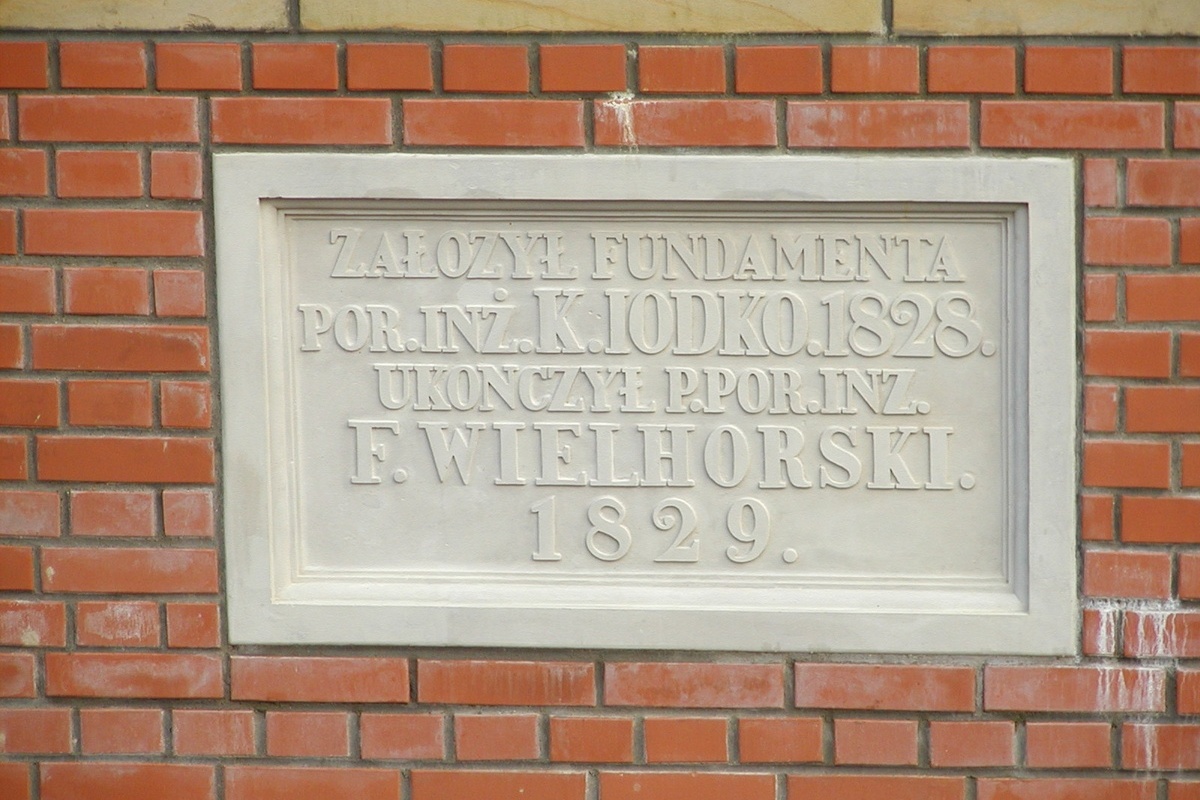 ZAŁOZYŁ FUNDAMENTA
POR.INŻ.K.IODKO.1828.
UKONCZYŁ P.POR.INZ.
F.WIELHORSKI.
1829.